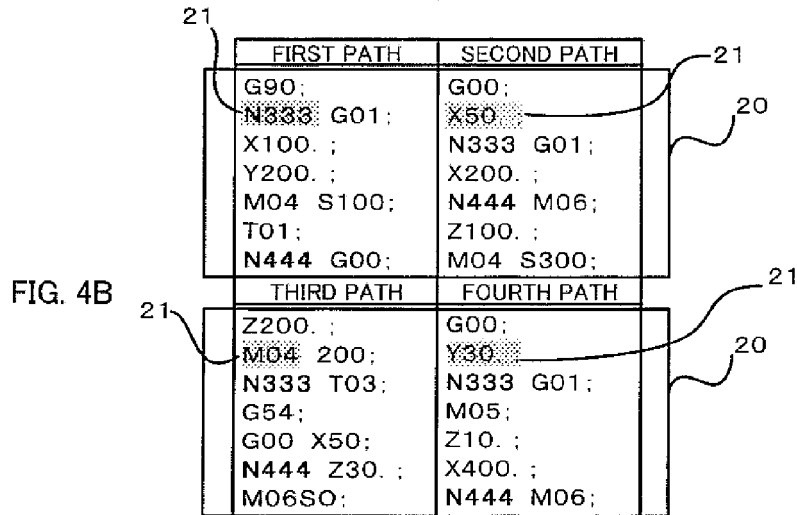 21
FIRST PATH SECOND PATH 21
G90; G00;
N333 G01; X50. ; 20
X100. ; N333 G01;
Y200. ; X200. ;
M04 S100; N444 M06;
T01; Z100. ;
N444 G00; M04 S300;
FIG. 4B
THIRD PATH FOURTH PATH 21
21
Z200. ; G00;
M04 200; Y30. ; 20
N333 T03; N333 G01;
G54; M05;
G00 X50; Z10. ;
N444 Z30. ; X400. ;
M06SO; N444 M06;